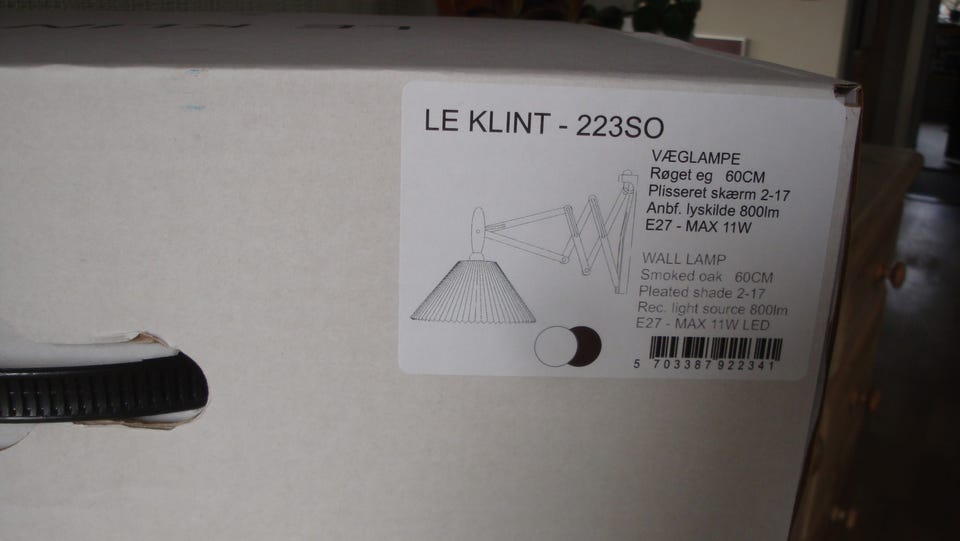 LE KLINT - 223SO
VÆGLAMPE
Røget eg 60CM
Plisseret skærm 2-17
Anbf. lyskilde 800lm
E27 - MAX 11W
WALL LAMP
Smoked oak 60CM
Pleated shade 2-17
Rec. light source 800lm
E27 - MAX 11W LED
5 703387 922341